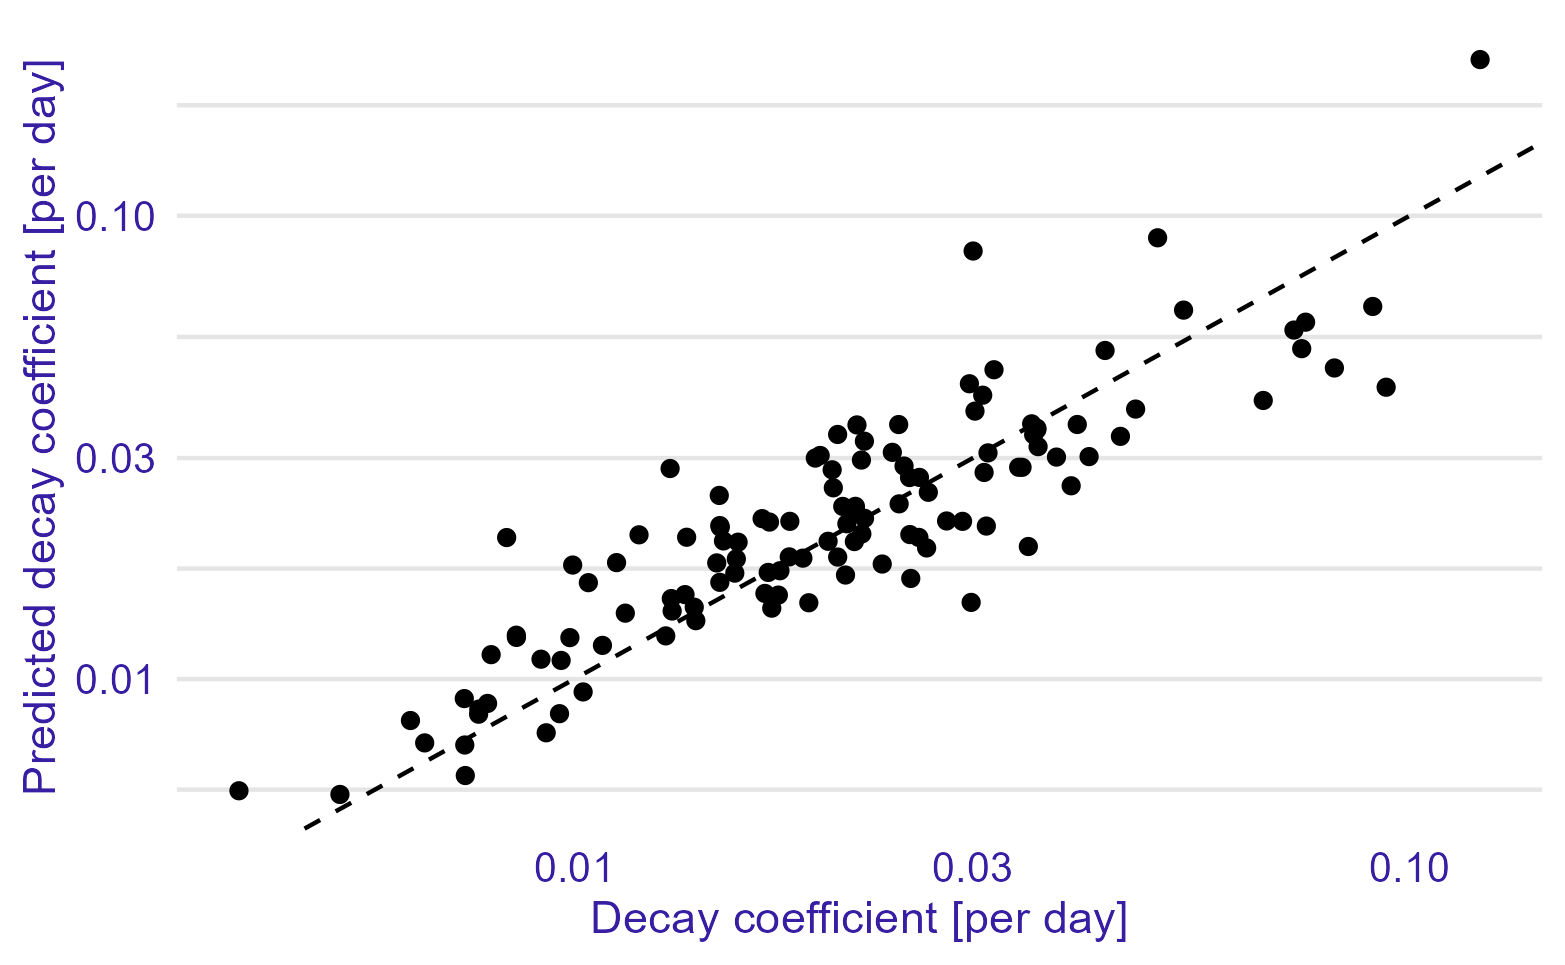 Predicted decay coefficient [per day]
0.10
0.03
0.01
0.01 0.03 0.10
Decay coefficient [per day]